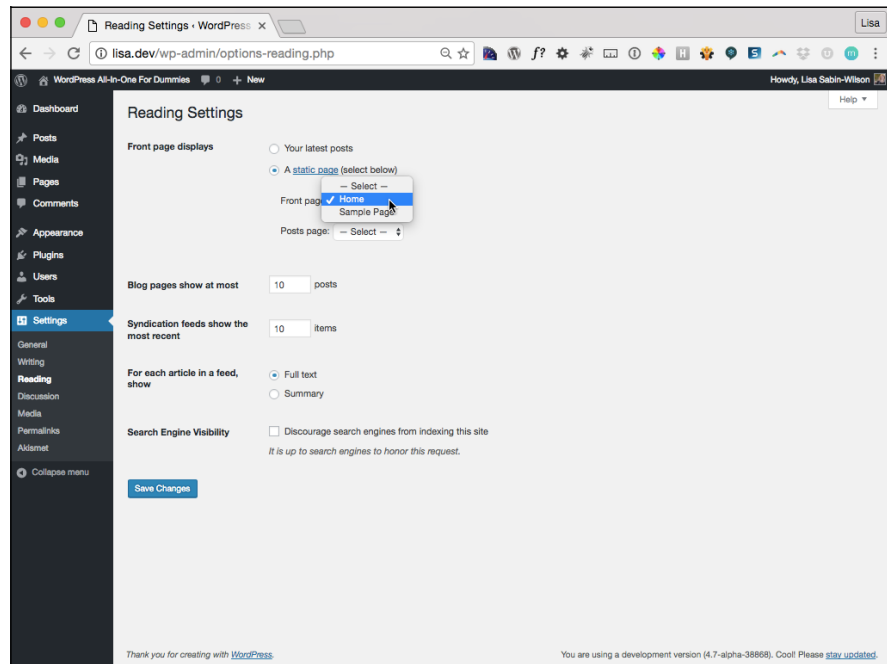 Reading Settings ‹ WordPress
Lisa
lisa.dev/wp-admin/options-reading.php
WordPress All-In-One For Dummies 0 + New
Howdy, Lisa Sabin-Wilson
Help
Dashboard
Posts
Media
Pages
Comments
Appearance
Plugins
Users
Tools
Settings
General
Writing
Reading
Discussion
Media
Permalinks
Akismet
Collapse menu
Reading Settings
Front page displays
Your latest posts
A static page (select below)
— Select —
Front pag
Home
Sample Page
Posts page: — Select —
Blog pages show at most 10 posts
Syndication feeds show the
most recent
10 items
For each article in a feed,
show
Full text
Summary
Search Engine Visibility
Discourage search engines from indexing this site
It is up to search engines to honor this request.
Save Changes
Thank you for creating with WordPress.
You are using a development version (4.7-alpha-38868). Cool! Please stay updated.